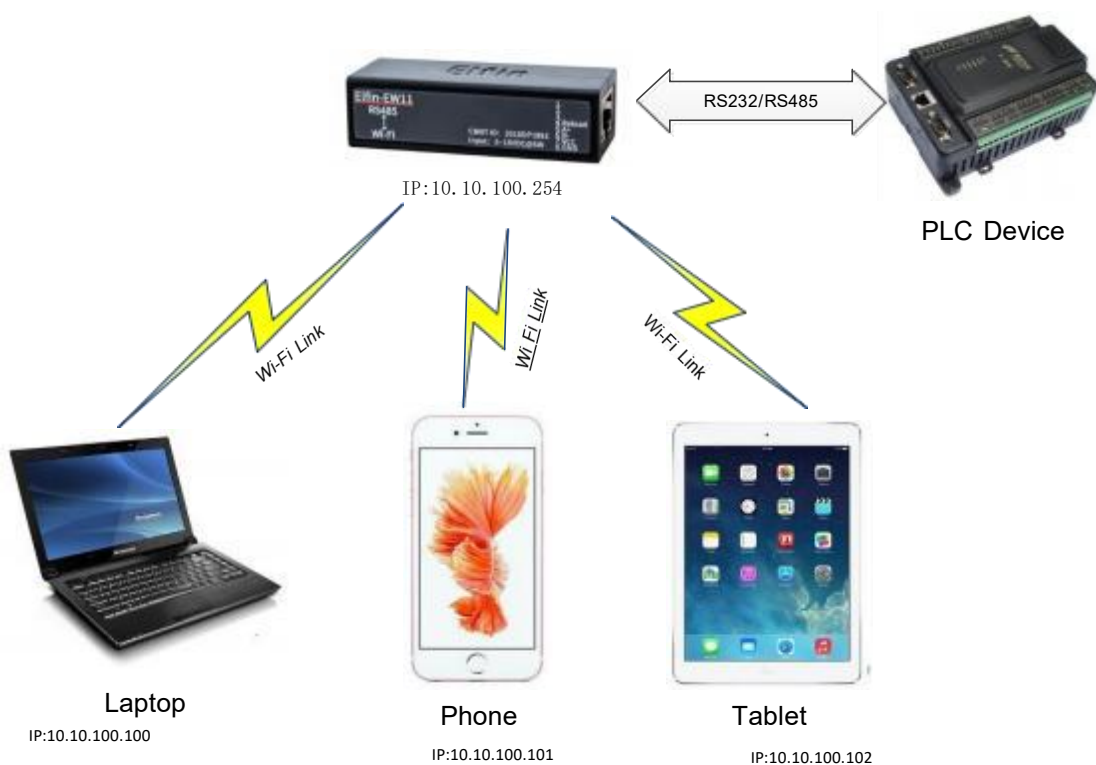 Elfin
Elfin-EW11
RS485
Wi-Fi
RS232/RS485
IP:10.10.100.254
PLC Device
Wi-Fi Link
Wi Fi Link
Wi-Fi Link
Laptop
Phone
Tablet
IP:10.10.100.100
IP:10.10.100.101
IP:10.10.100.102